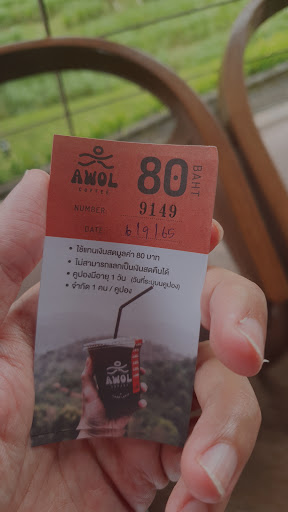 AWOL
COFFEE
80
BAHT
NUMBER 9149
DATE 6/9/65
• ใช้แทนเงินสดมูลค่า 80 บาท
• ไม่สามารถแลกเป็นเงินสดคืนได้
• คูปองมีอายุ 1 วัน (วันที่ระบุบนคูปอง)
• จำกัด 1 คน / คูปอง
AWOL